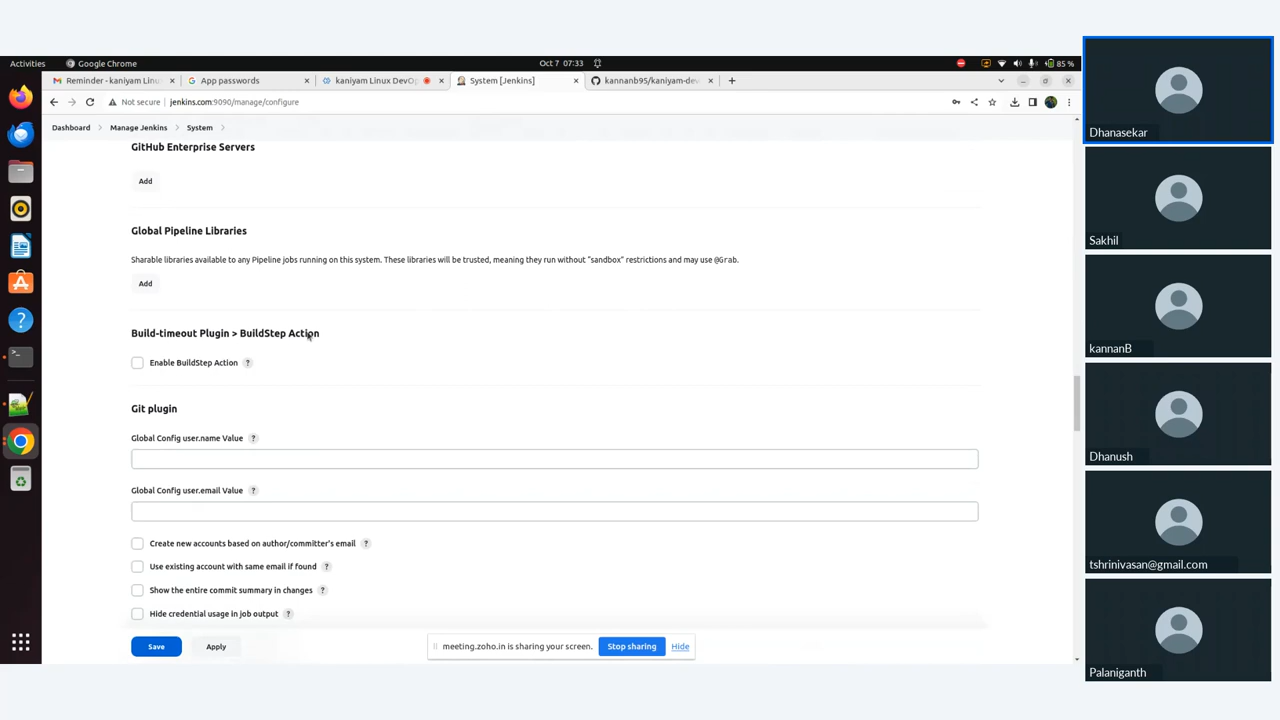 Activities
Google Chrome
Oct 7 07:33
85 %
Reminder - kaniyam Linu
App passwords
kaniyam Linux DevO
System [Jenkins]
kannanb95/kaniyam-de
Not secure
jenkins.com:9090/manage/configure
Dashboard
Manage Jenkins
System
GitHub Enterprise Servers
Add
Global Pipeline Libraries
Sharable libraries available to any Pipeline jobs running on this system. These libraries will be trusted, meaning they run without "sandbox" restrictions and may use @Grab.
Add
Build-timeout Plugin > BuildStep Action
Enable BuildStep Action ?
Git plugin
Global Config user.name Value ?
Global Config user.email Value ?
Create new accounts based on author/committer's email ?
Use existing account with same email if found ?
Show the entire commit summary in changes ?
Hide credential usage in job output ?
Save
Apply
meeting.zoho.in is sharing your screen.
Stop sharing
Hide
Dhanasekar
Sakhil
kannanB
Dhanush
tshrinivasan@gmail.com
Palaniganth